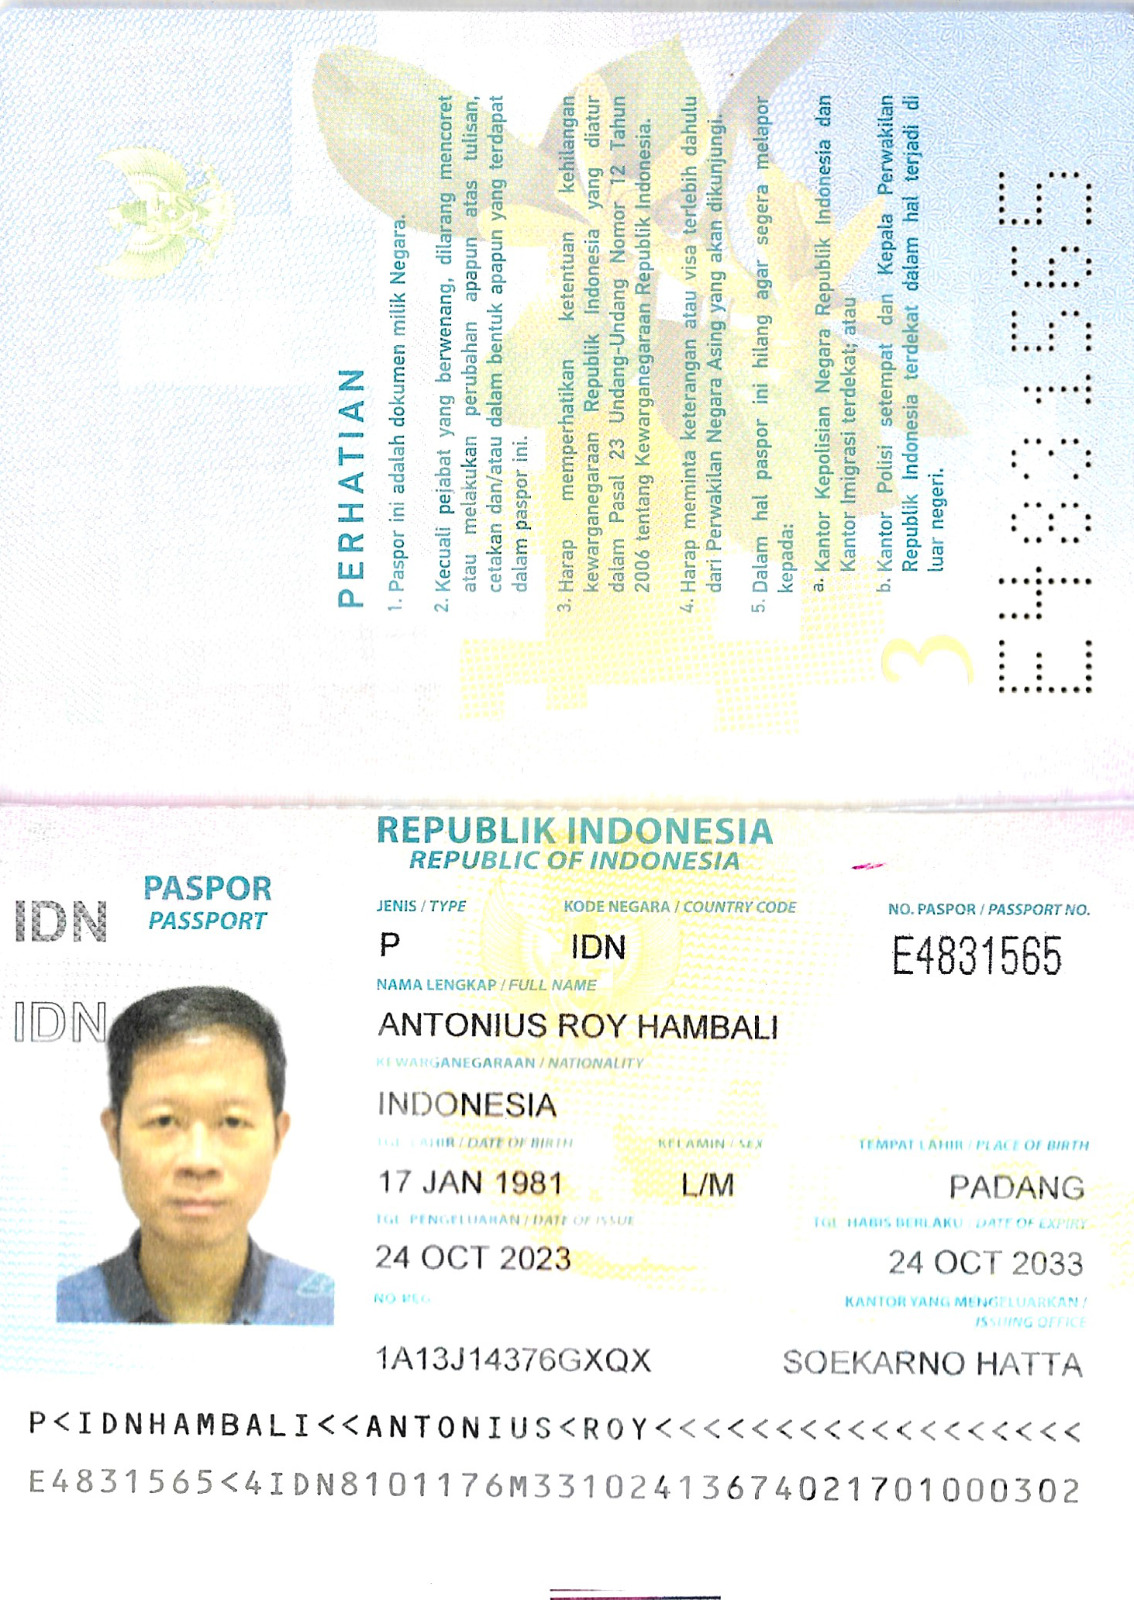 PERHATIAN
1. Paspor ini adalah dokumen milik Negara.
2. Kecuali pejabat yang berwenang, dilarang mencoret
atau melakukan perubahan apapun atas tulisan,
cetakan dan/atau dalam bentuk apapun yang terdapat
dalam paspor ini.
3. Harap memperhatikan ketentuan kehilangan
kewarganegaraan Republik Indonesia yang diatur
dalam Pasal 23 Undang-Undang Nomor 12 Tahun
2006 tentang Kewarganegaraan Republik Indonesia.
4. Harap meminta keterangan atau visa terlebih dahulu
dari Perwakilan Negara Asing yang akan dikunjungi.
5. Dalam hal paspor ini hilang agar segera melapor
kepada:
a. Kantor Kepolisian Negara Republik Indonesia dan
Kantor Imigrasi terdekat; atau
b. Kantor Polisi setempat dan Kepala Perwakilan
Republik Indonesia terdekat dalam hal terjadi di
luar negeri.
3
E4831565
REPUBLIK INDONESIA
REPUBLIC OF INDONESIA
PASPOR
PASSPORT
IDN
IDN
JENIS / TYPE KODE NEGARA / COUNTRY CODE NO. PASPOR / PASSPORT NO.
P IDN E4831565
NAMA LENGKAP / FULL NAME
ANTONIUS ROY HAMBALI
KEWARGANEGARAAN / NATIONALITY
INDONESIA
TGL. LAHIR / DATE OF BIRTH KELAMIN / SEX TEMPAT LAHIR / PLACE OF BIRTH
17 JAN 1981 L/M PADANG
TGL. PENGELUARAN / DATE OF ISSUE TGL. HABIS BERLAKU / DATE OF EXPIRY
24 OCT 2023 24 OCT 2033
NO. REG. KANTOR YANG MENGELUARKAN /
ISSUING OFFICE
1A13J14376GXQX SOEKARNO HATTA
P<IDNHAMBALI<<ANTONIUS<ROY<<<<<<<<<<<<<<<<<<
E4831565<4IDN8101176M3310241367402170100030​2